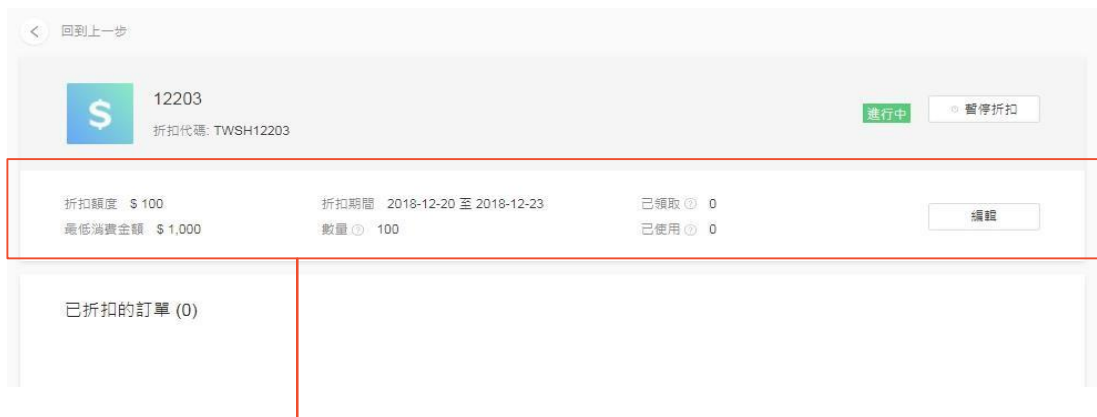 回到上一步
12203
折扣代碼: TWSH12203
進行中
暫停折扣
折扣額度 $ 100
折扣期間 2018-12-20 至 2018-12-23
已領取 ? 0
編輯
最低消費金額 $ 1,000
數量 ? 100
已使用 ? 0
已折扣的訂單 (0)